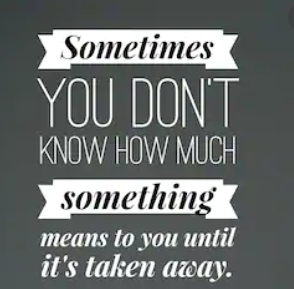 Sometimes
YOU DON'T
KNOW HOW MUCH
something
means to you until
it's taken away.